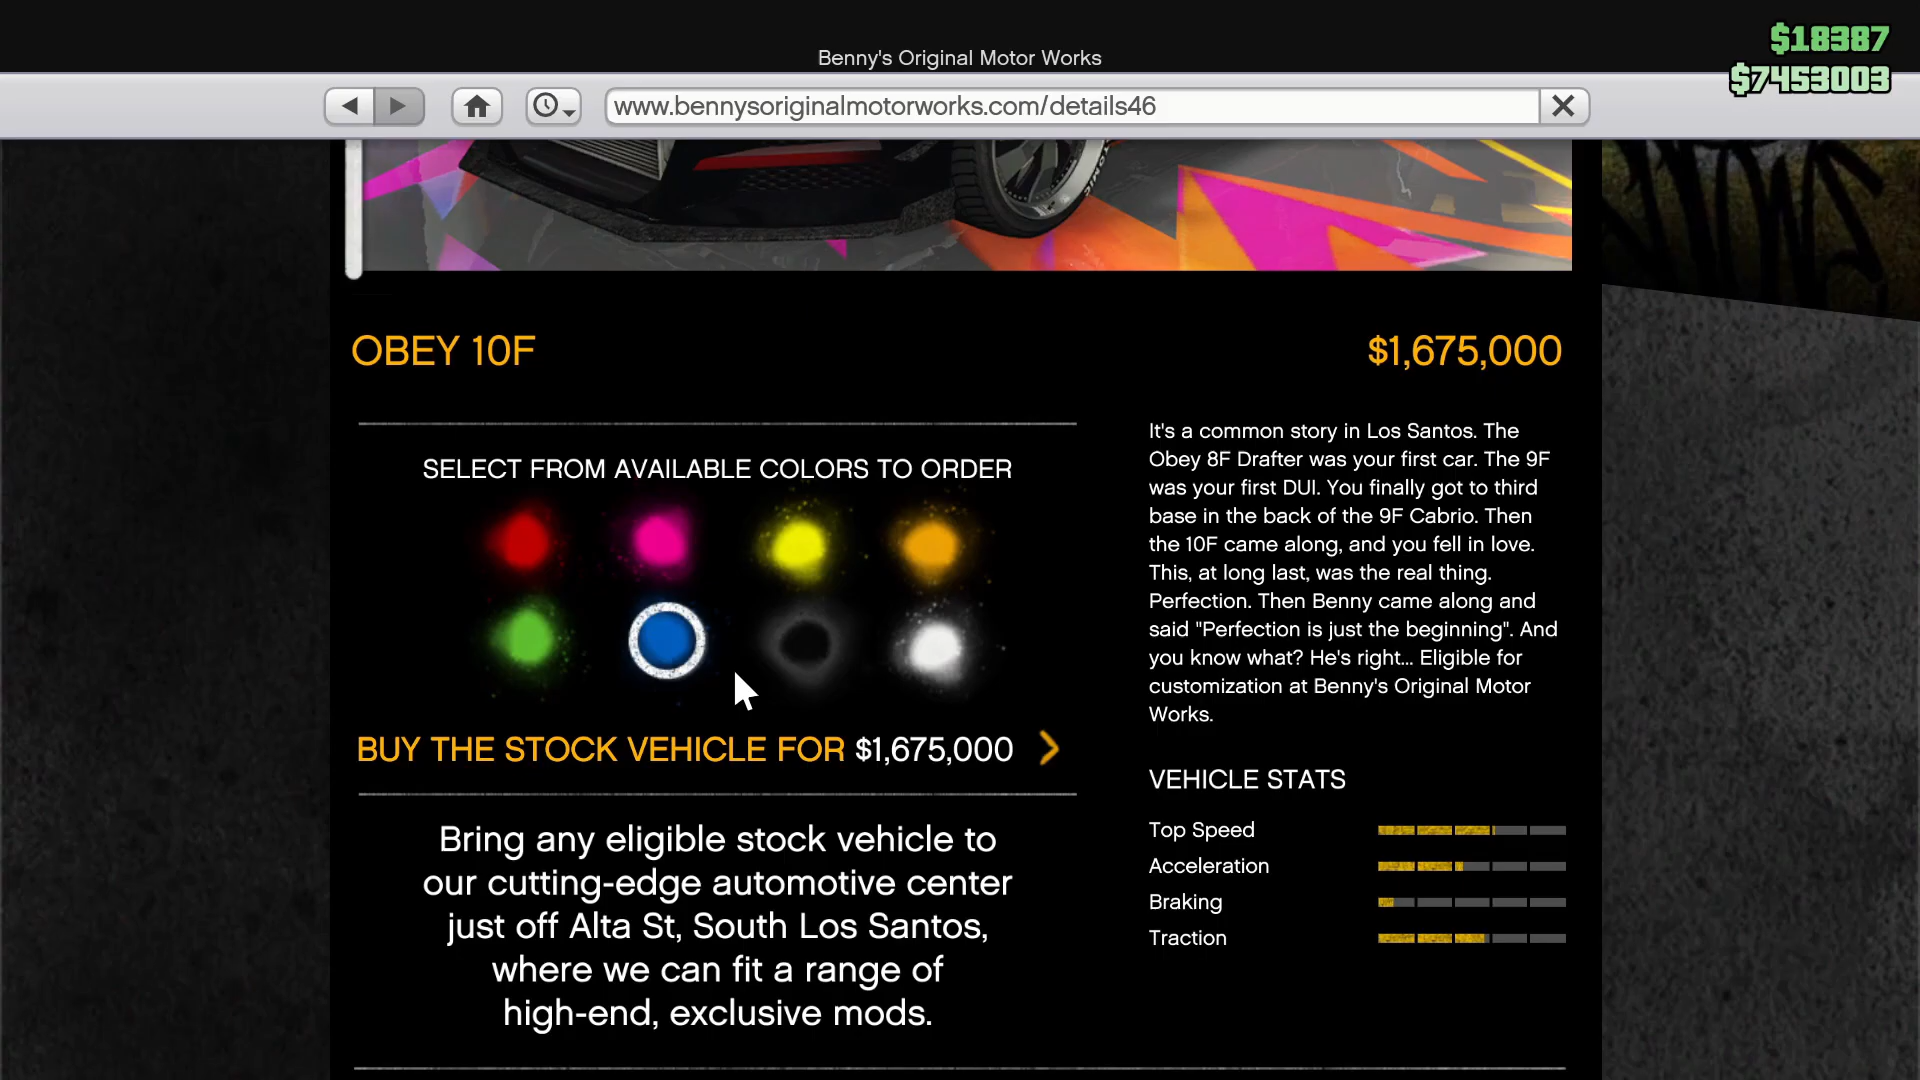 $18387
Benny's Original Motor Works
$7453003
www.bennysoriginalmotorworks.com/details46
OBEY 10F
$1,675,000
SELECT FROM AVAILABLE COLORS TO ORDER
BUY THE STOCK VEHICLE FOR $1,675,000
Bring any eligible stock vehicle to
our cutting-edge automotive center
just off Alta St, South Los Santos,
where we can fit a range of
high-end, exclusive mods.
It's a common story in Los Santos. The
Obey 8F Drafter was your first car. The 9F
was your first DUI. You finally got to third
base in the back of the 9F Cabrio. Then
the 10F came along, and you fell in love.
This, at long last, was the real thing.
Perfection. Then Benny came along and
said "Perfection is just the beginning". And
you know what? He's right... Eligible for
customization at Benny's Original Motor
Works.
VEHICLE STATS
Top Speed
Acceleration
Braking
Traction